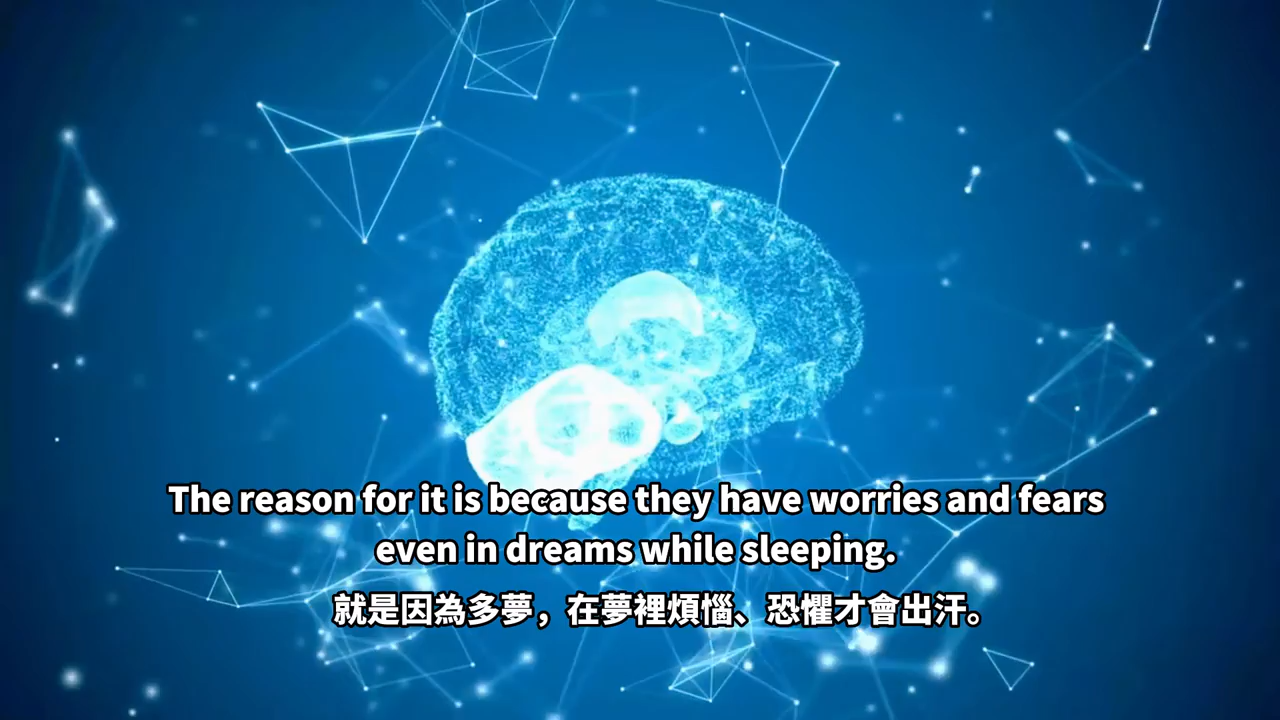 The reason for it is because they have worries and fears
even in dreams while sleeping.
就是因為多夢，在夢裡煩惱、恐懼才會出汗。